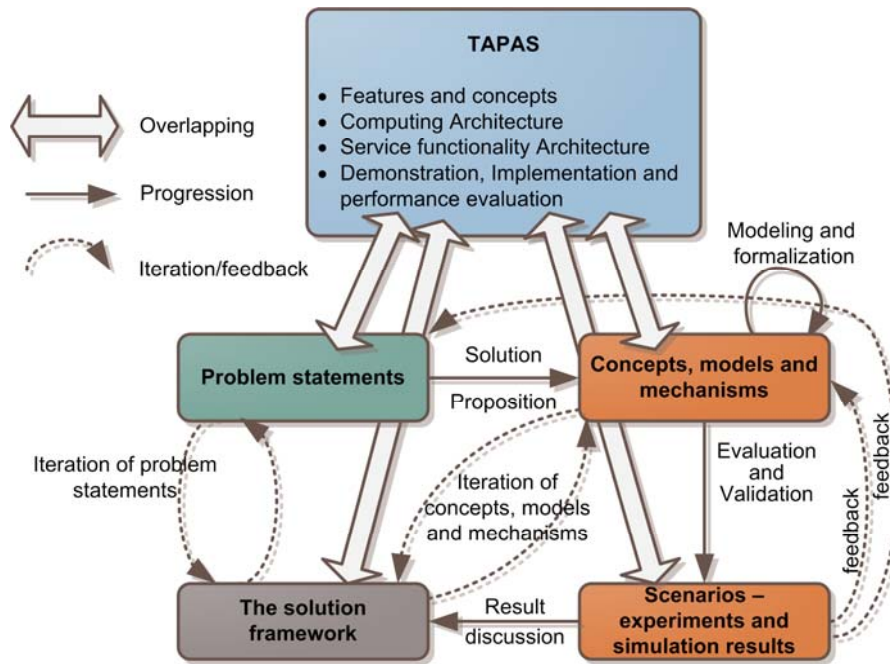 TAPAS
• Features and concepts
• Computing Architecture
• Service functionality Architecture
• Demonstration, Implementation and
performance evaluation
Overlapping
Progression
Iteration/feedback
Modeling and
formalization
Problem statements
Solution
Proposition
Concepts, models and
mechanisms
Iteration of problem
statements
Iteration of
concepts, models
and mechanisms
Evaluation
and
Validation
feedback
feedback
The solution
framework
Result
discussion
Scenarios –
experiments and
simulation results